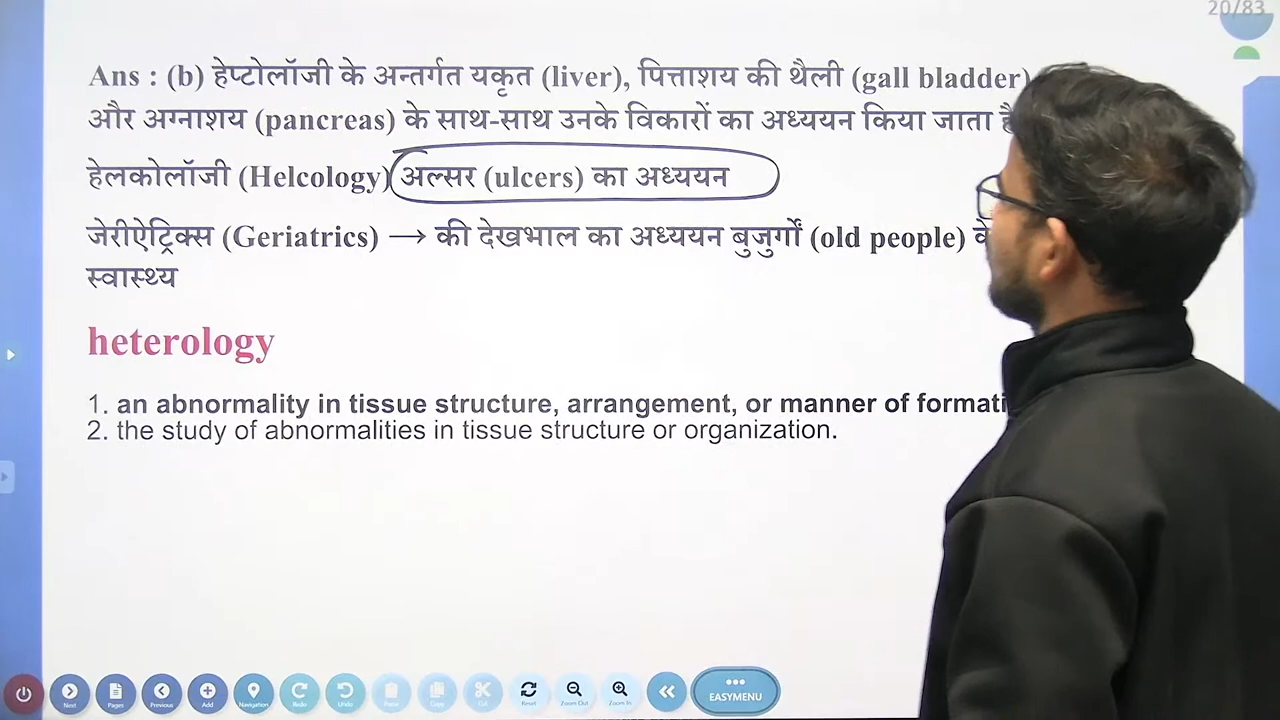 20/83
Ans : (b) हेप्टोलॉजी के अन्तर्गत यकृत (liver), पित्ताशय की थैली (gall bladder)
और अग्नाशय (pancreas) के साथ-साथ उनके विकारों का अध्ययन किया जाता है
हेलकोलॉजी (Helcology) अल्सर (ulcers) का अध्ययन
जेरीऐट्रिक्स (Geriatrics) → की देखभाल का अध्ययन बुजुर्गों (old people) के
स्वास्थ्य
heterology
1. an abnormality in tissue structure, arrangement, or manner of
2. the study of abnormalities in tissue structure or organization.
Next Pages Previous Add Navigation Redo Undo Paste Copy Cut Reset Zoom Out Zoom In EASYMENU